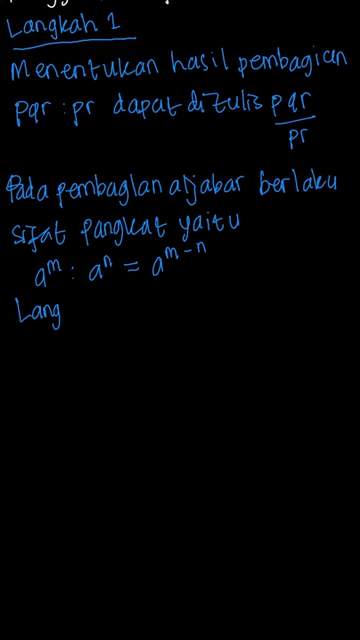 Langkah 1
Menentukan hasil pembagian
pqr : pr dapat ditulis pqr/pr
Pada pembagian aljabar berlaku
sifat pangkat yaitu
a^m : a^n = a^{m-n}
Lang